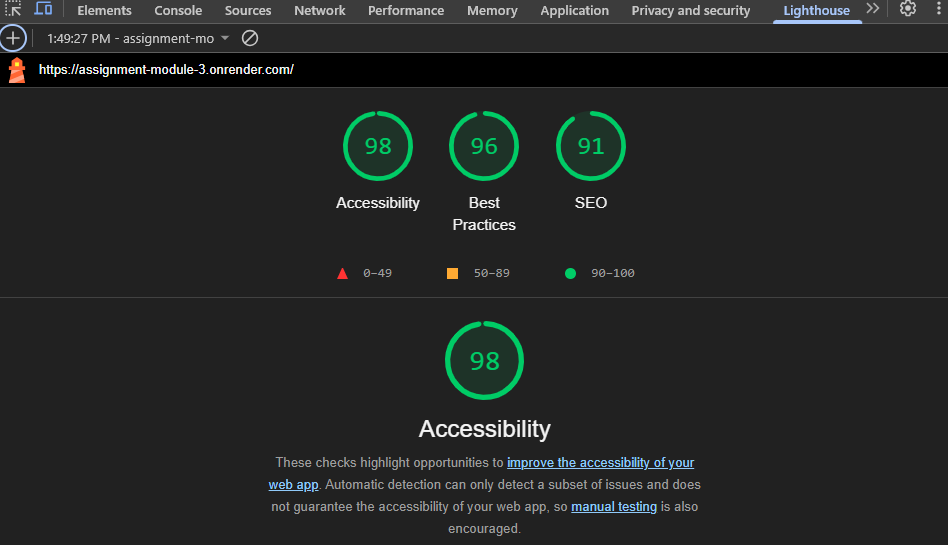 Elements Console Sources Network Performance Memory Application Privacy and security Lighthouse
1:49:27 PM - assignment-mo
https://assignment-module-3.onrender.com/
98 96 91
Accessibility Best Practices SEO
0–49 50–89 90–100
98
Accessibility
These checks highlight opportunities to improve the accessibility of your
web app. Automatic detection can only detect a subset of issues and does
not guarantee the accessibility of your web app, so manual testing is also
encouraged.